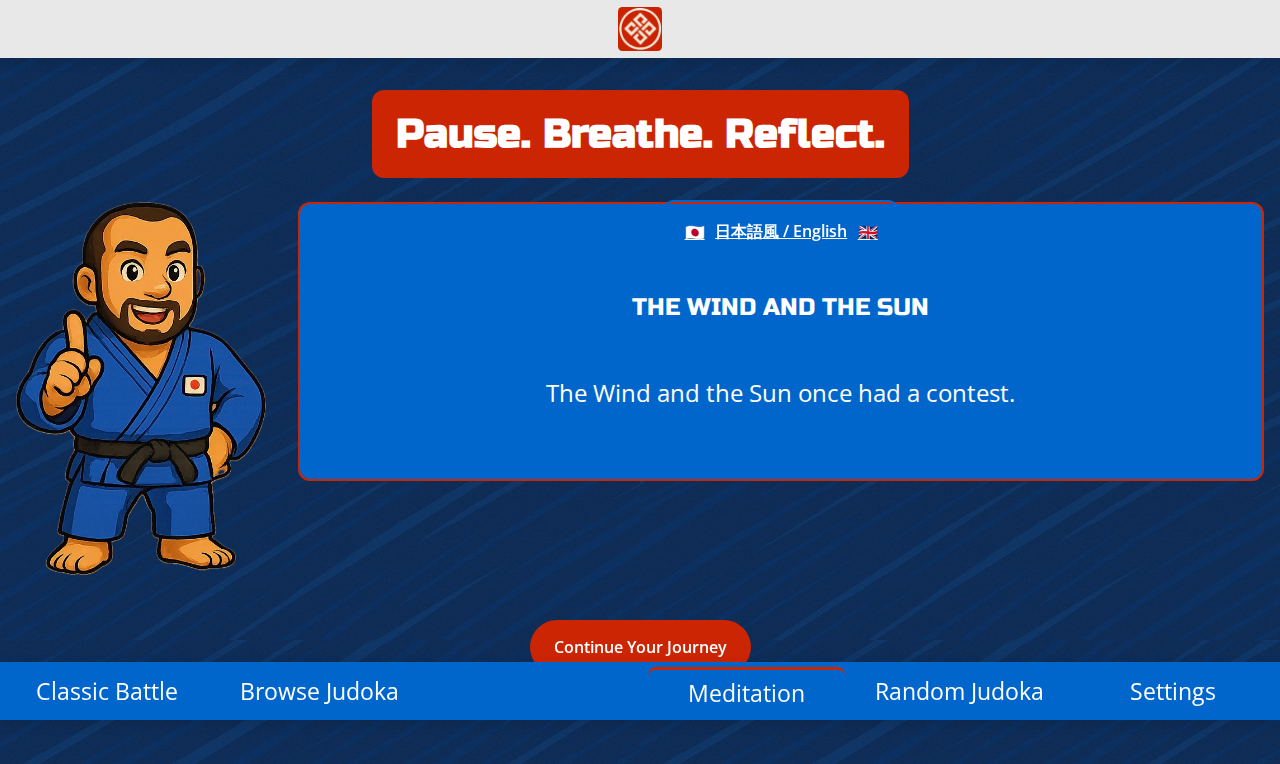 Pause. Breathe. Reflect.
日本語風 / English
THE WIND AND THE SUN
The Wind and the Sun once had a contest.
Continue Your Journey
Classic Battle
Browse Judoka
Meditation
Random Judoka
Settings